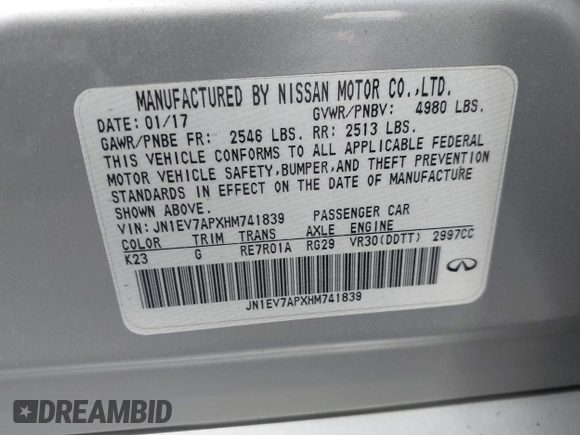 MANUFACTURED BY NISSAN MOTOR CO.,LTD.
DATE: 01/17 GVWR/PNBV: 4980 LBS.
GAWR/PNBE FR: 2546 LBS. RR: 2513 LBS.
THIS VEHICLE CONFORMS TO ALL APPLICABLE FEDERAL
MOTOR VEHICLE SAFETY, BUMPER, AND THEFT PREVENTION
STANDARDS IN EFFECT ON THE DATE OF MANUFACTURE
SHOWN ABOVE.
VIN: JN1EV7APXHM741839 PASSENGER CAR
COLOR TRIM TRANS AXLE ENGINE
K23 G RE7R01A RG29 VR30(DDTT) 2997CC
JN1EV7APXHM741839
DREAMBID